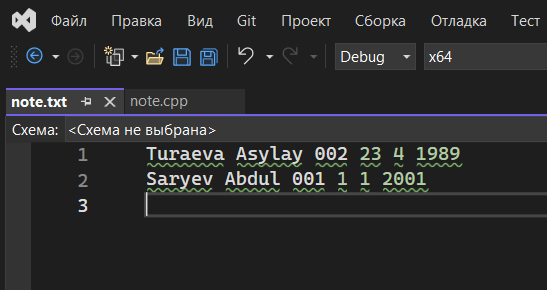 Файл Правка Вид Git Проект Сборка Отладка Тест
Debug x64
note.txt note.cpp
Схема: <Схема не выбрана>
1 Turaeva Asylay 002 23 4 1989
2 Saryev Abdul 001 1 1 2001
3